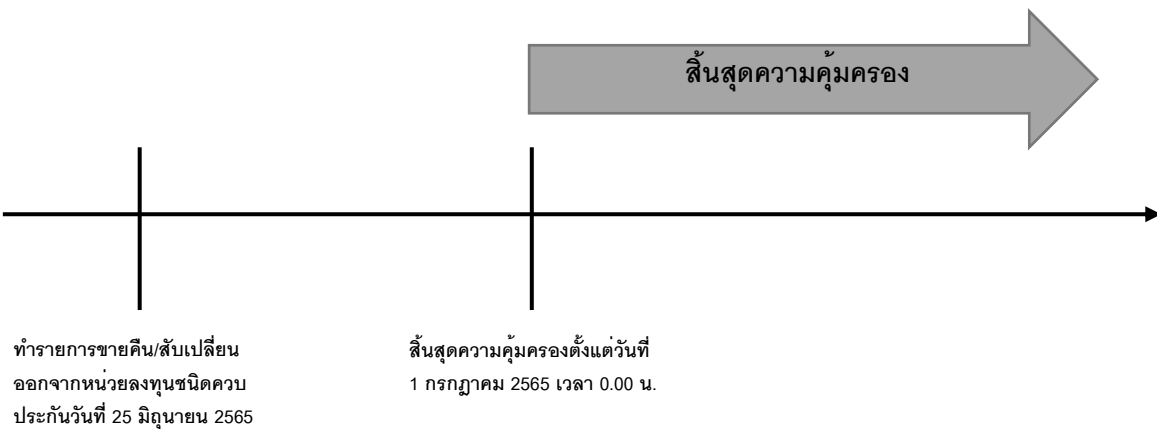 สิ้นสุดความคุ้มครอง
ทำรายการขายคืน/สับเปลี่ยน
ออกจากหน่วยลงทุนชนิดควบ
ประกันวันที่ 25 มิถุนายน 2565
สิ้นสุดความคุ้มครองตั้งแต่วันที่
1 กรกฎาคม 2565 เวลา 0.00 น.